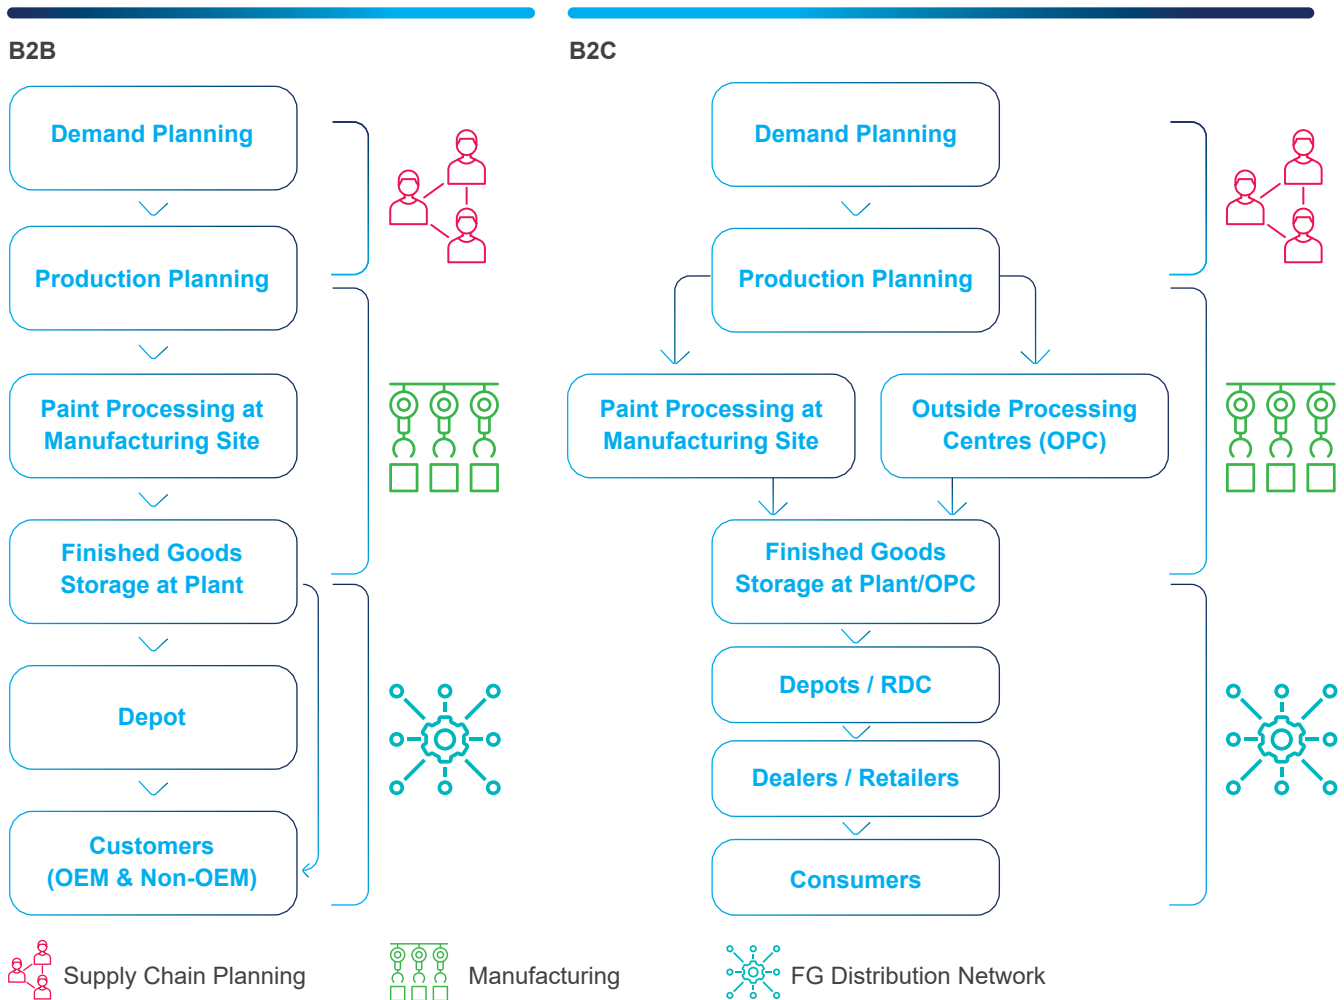 B2B
Demand Planning
Production Planning
Paint Processing at
Manufacturing Site
Finished Goods
Storage at Plant
Depot
Customers
(OEM & Non-OEM)
B2C
Demand Planning
Production Planning
Paint Processing at
Manufacturing Site
Outside Processing
Centres (OPC)
Finished Goods
Storage at Plant/OPC
Depots / RDC
Dealers / Retailers
Consumers
Supply Chain Planning
Manufacturing
FG Distribution Network